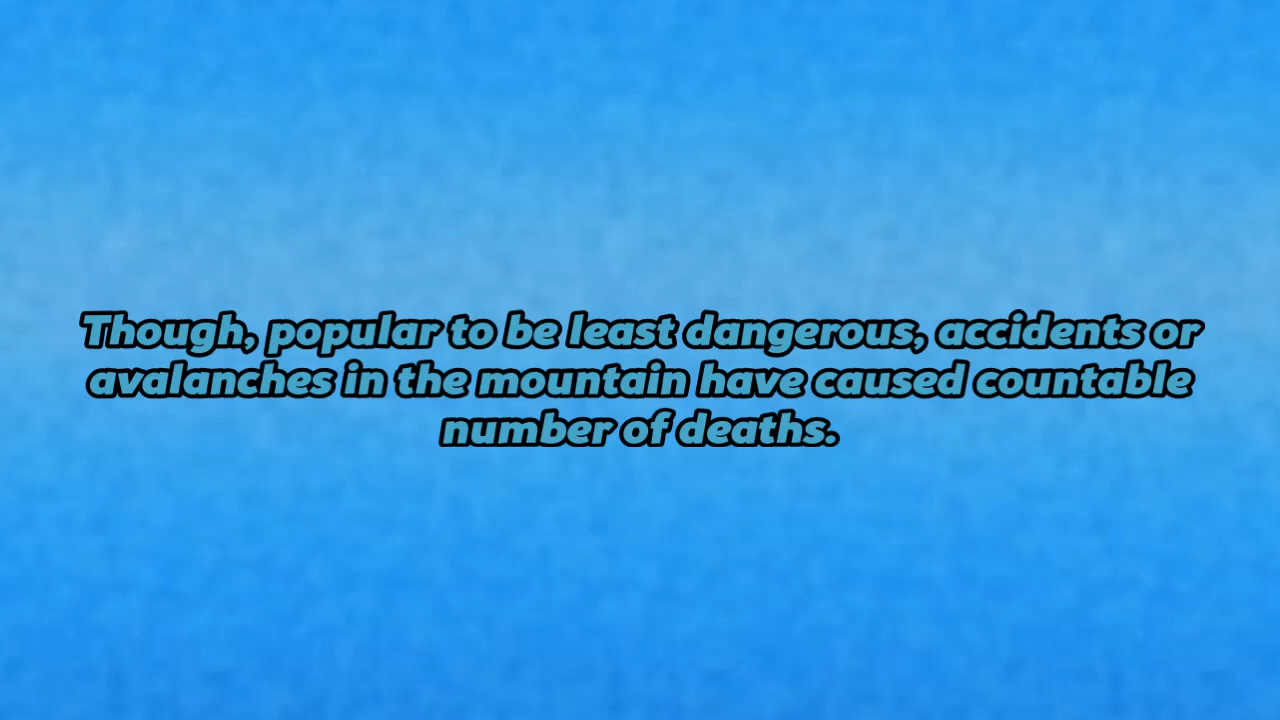 Though, popular to be least dangerous, accidents or
avalanches in the mountain have caused countable
number of deaths.